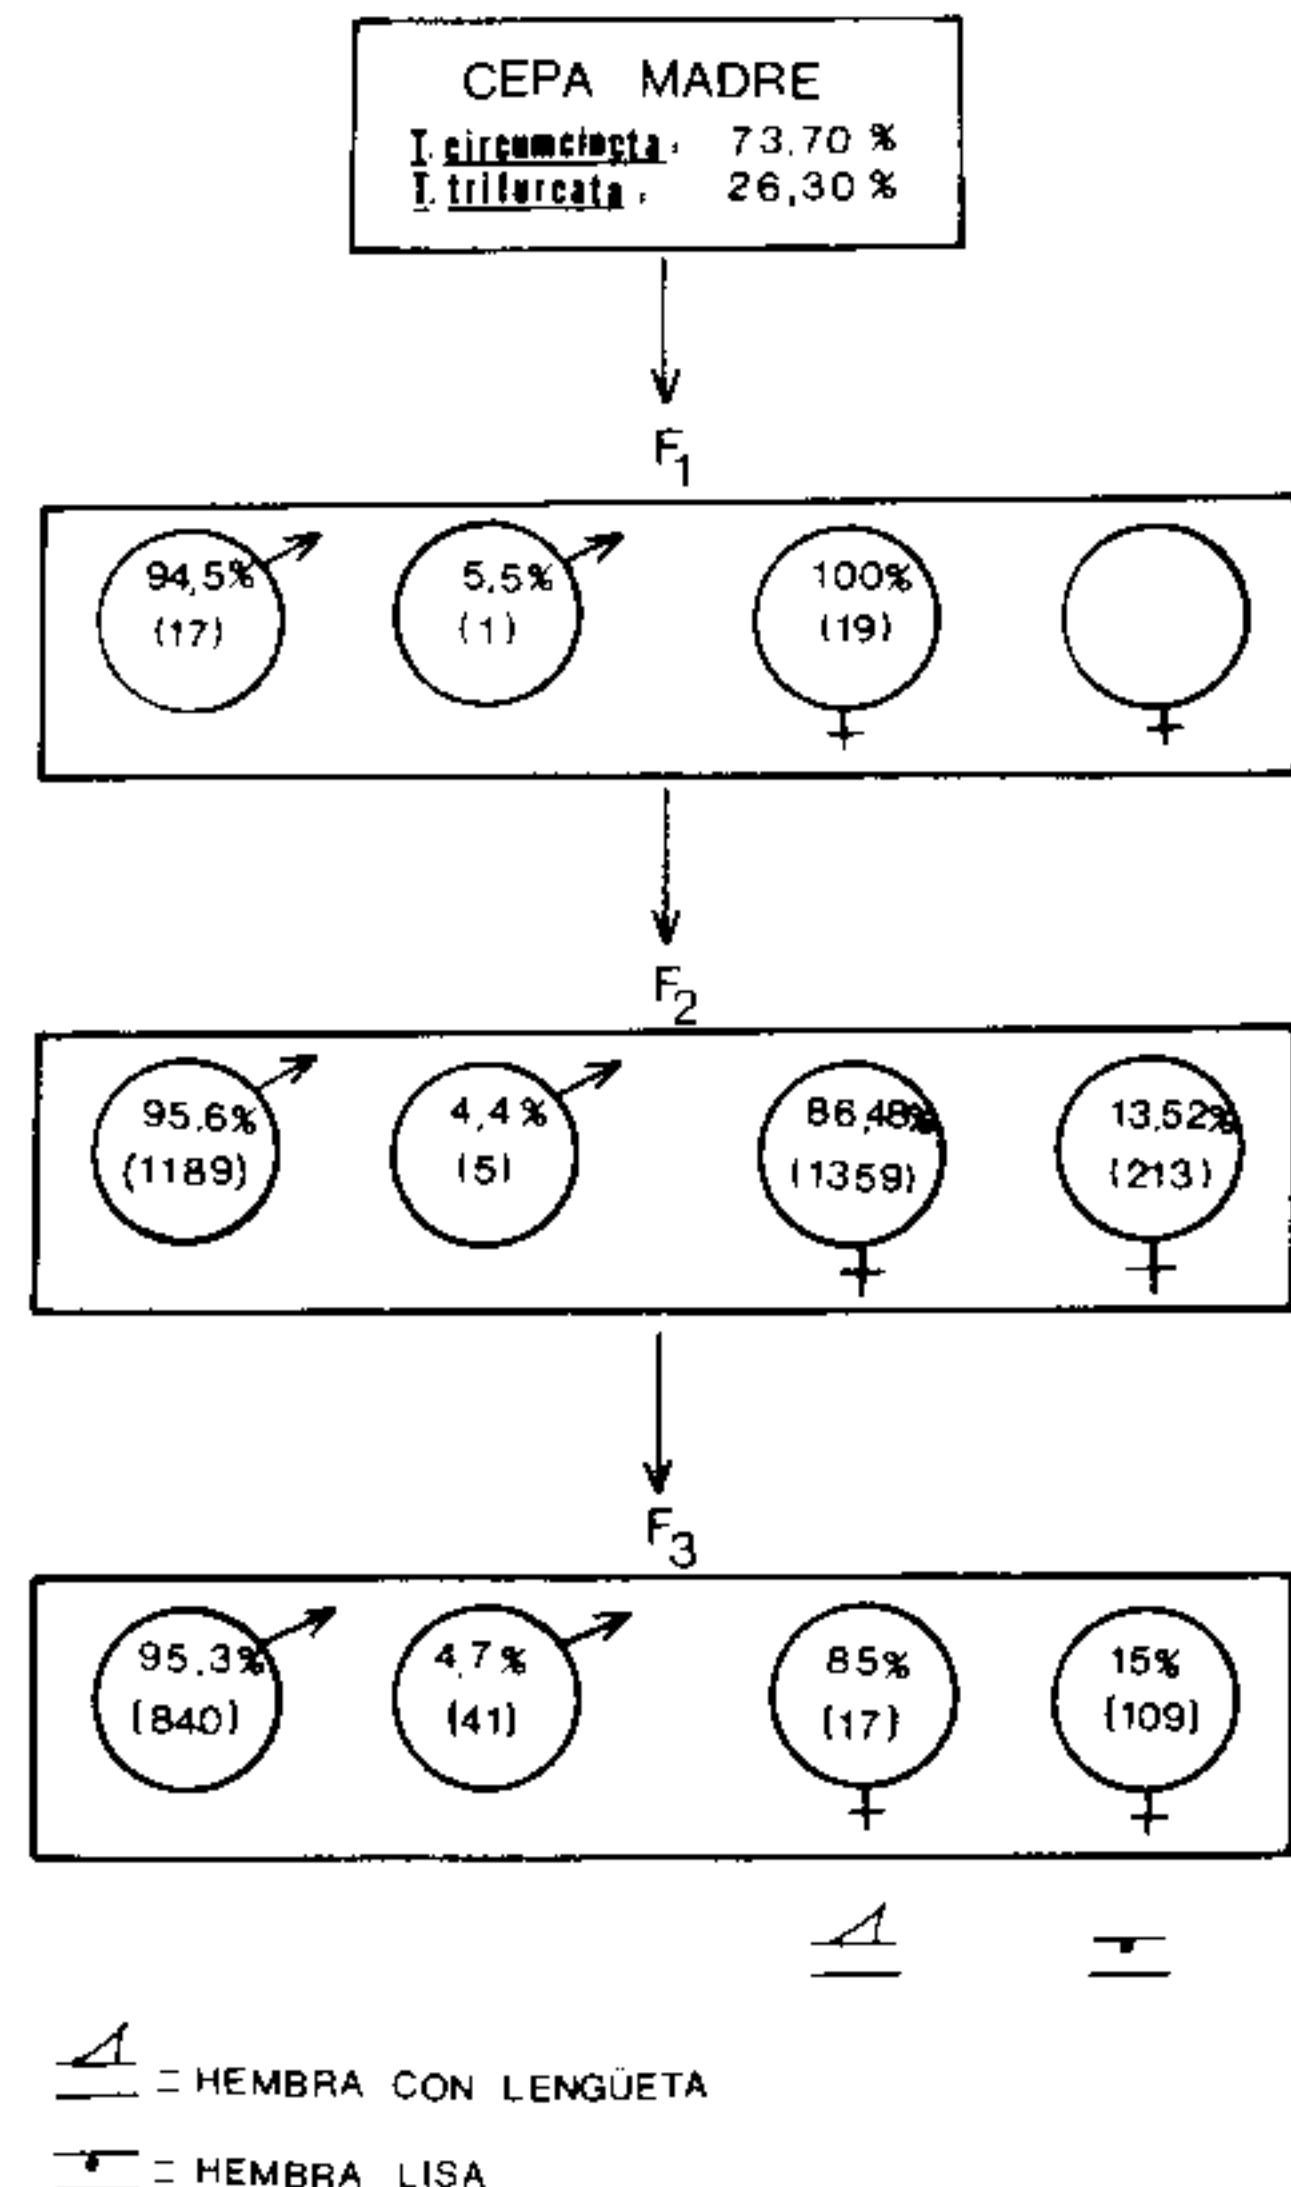 CEPA MADRE
T. circumcincta: 73,70 %
T. trifurcata: 26,30 %
F1
94,5% 5,5% 100%
(17) (1) (19)
F2
95,6% 4,4% 86,48% 13,52%
(1189) (5) (1359) (213)
F3
95,3% 4,7% 85% 15%
(840) (41) (17) (109)
= HEMBRA CON LENGÜETA
= HEMBRA LISA